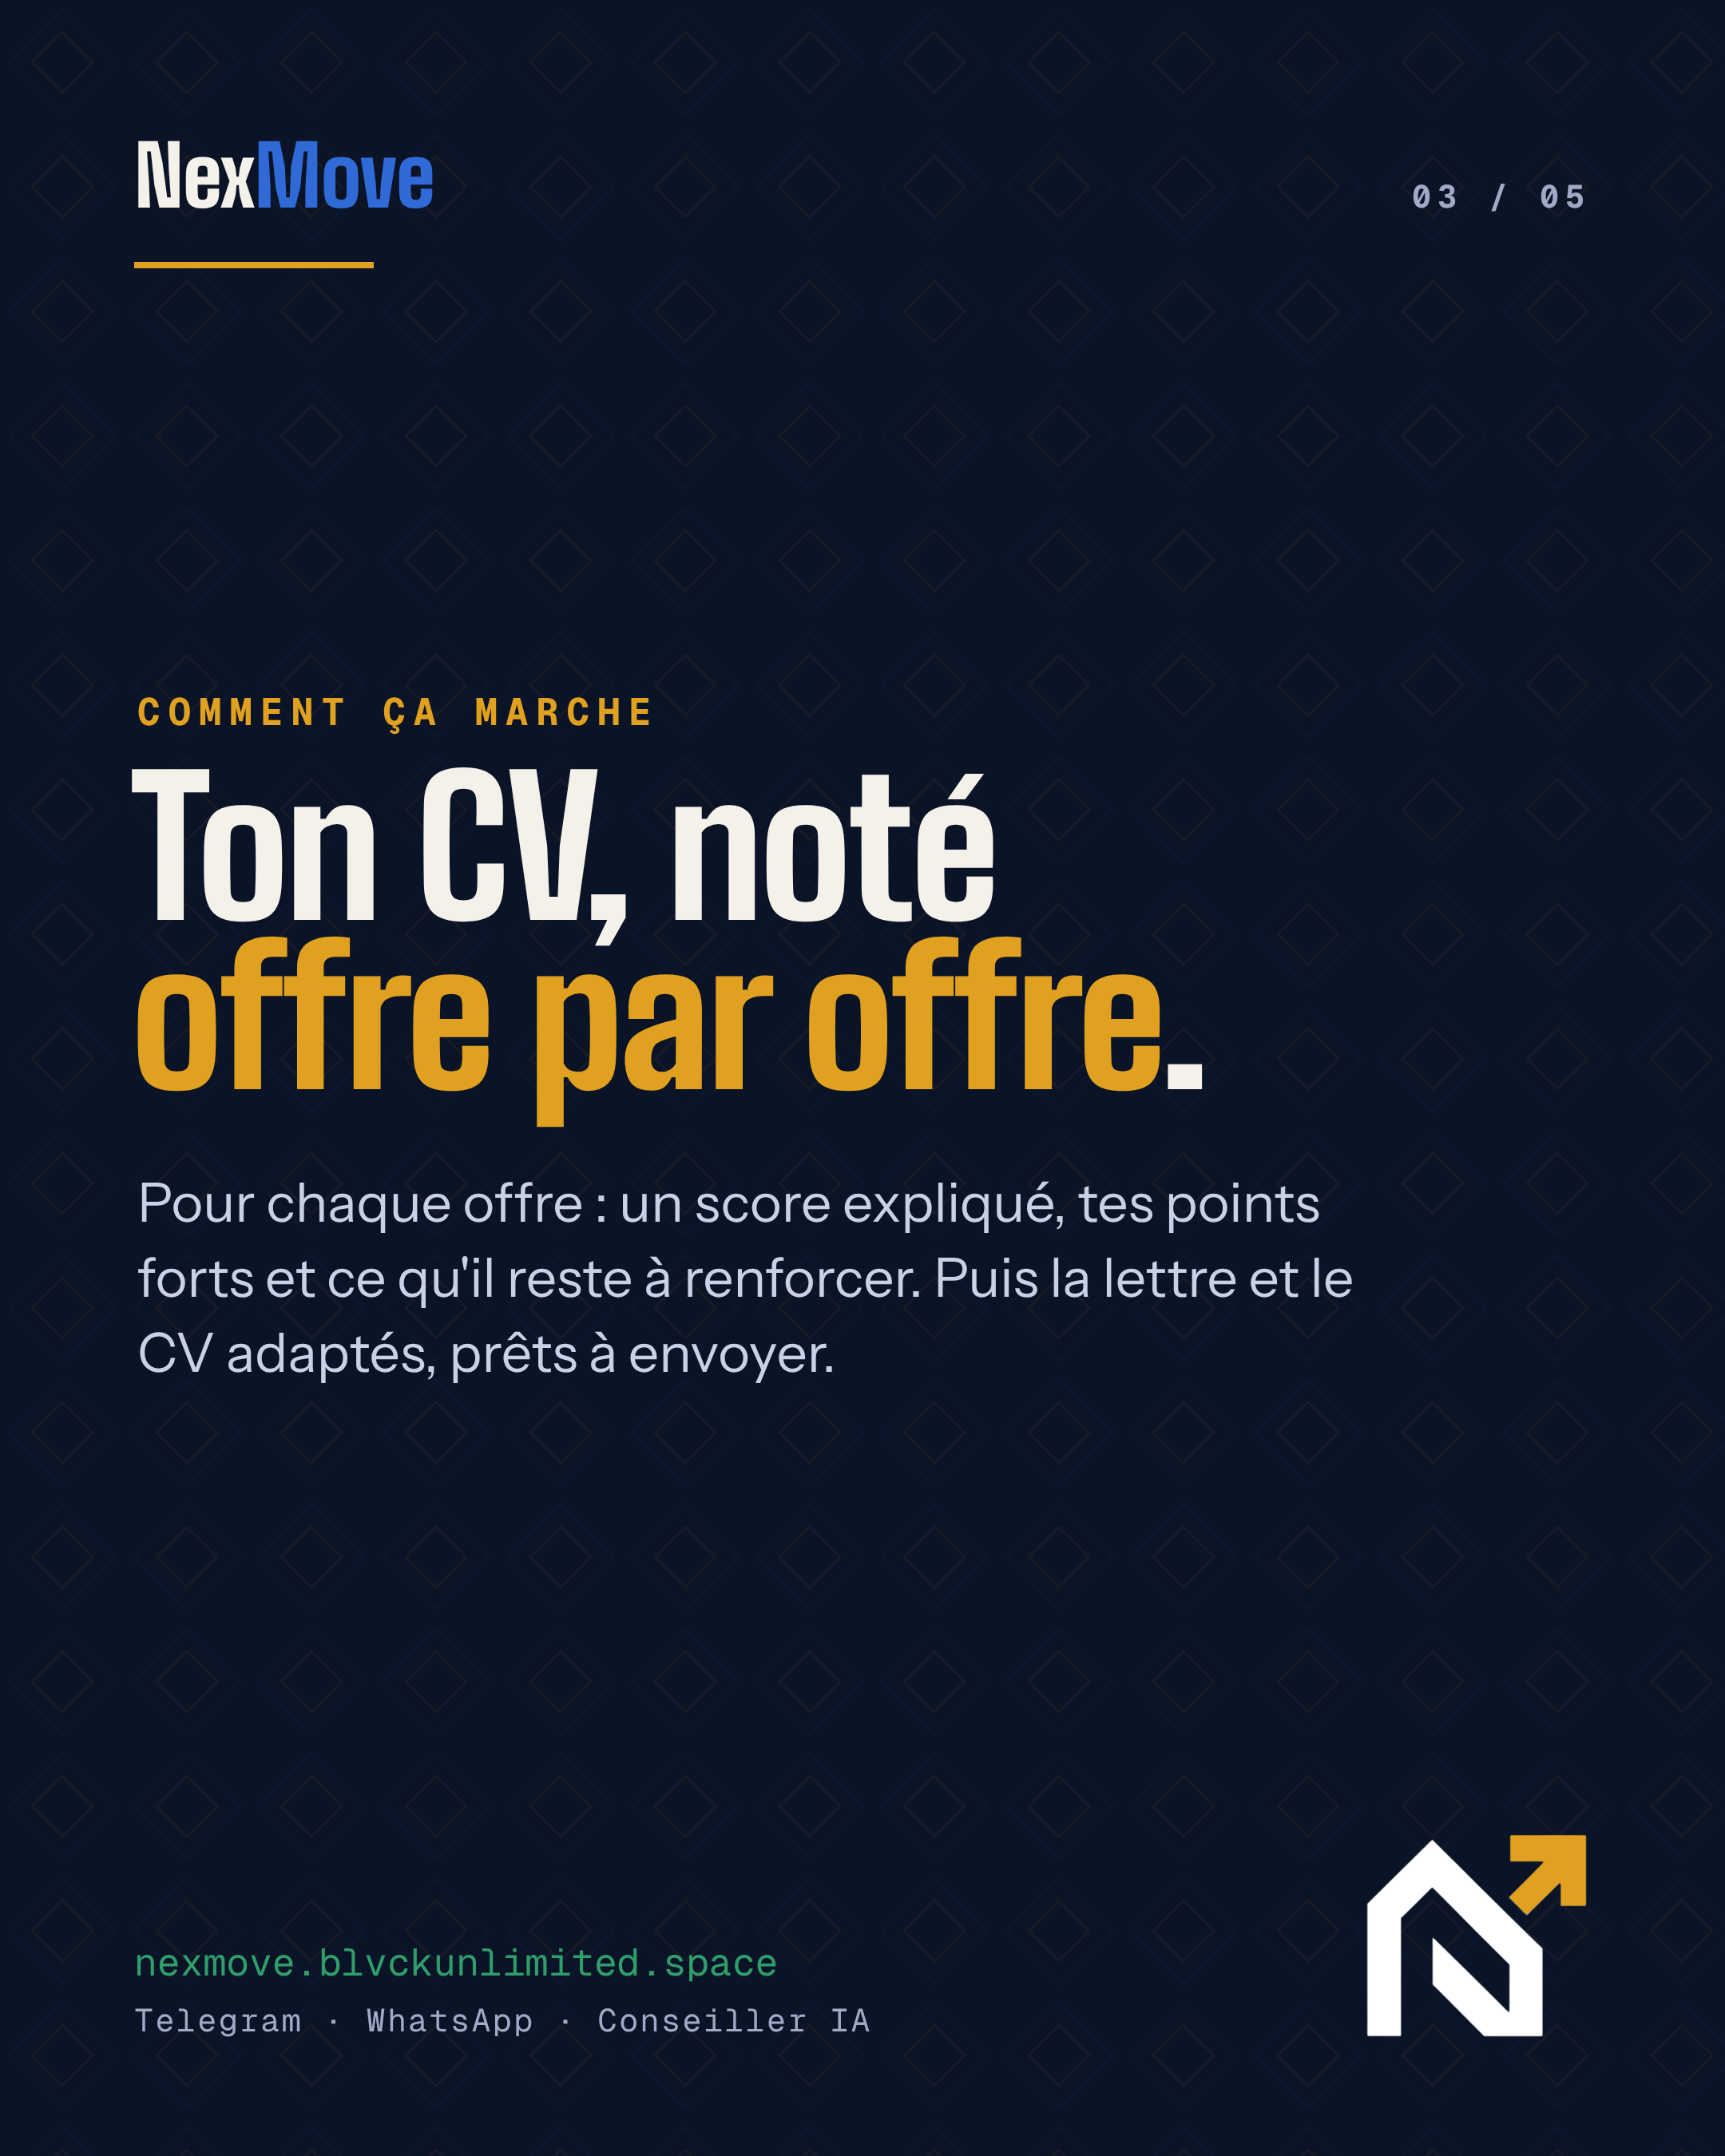 NexMove
03 / 05
COMMENT ÇA MARCHE
Ton CV, noté
offre par offre.
Pour chaque offre : un score expliqué, tes points
forts et ce qu'il reste à renforcer. Puis la lettre et le
CV adaptés, prêts à envoyer.
nexmove.blvckunlimited.space
Telegram · WhatsApp · Conseiller IA